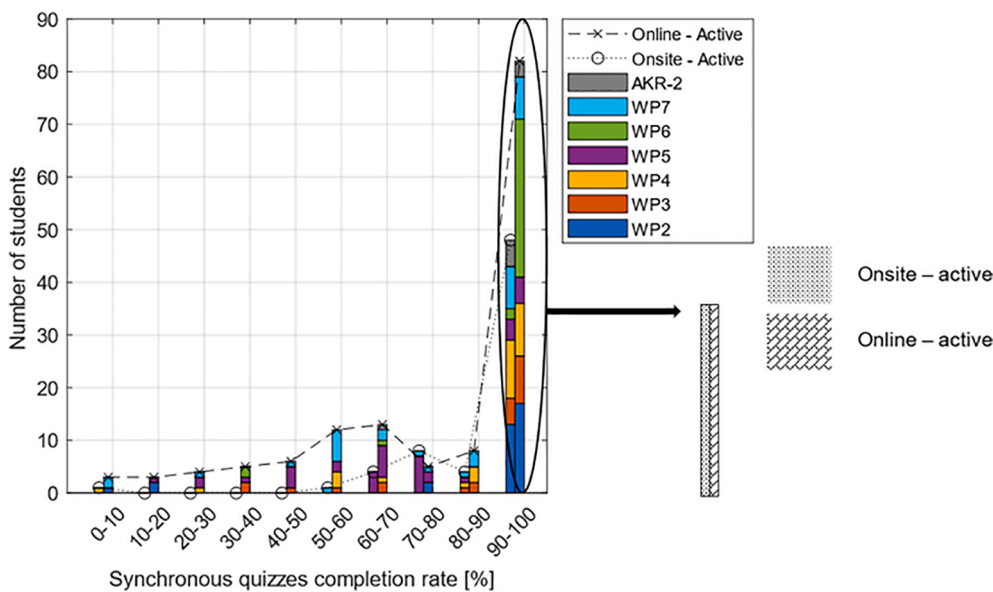 90
80
70
60
50
40
30
20
10
0
Number of students
0-10
10-20
20-30
30-40
40-50
50-60
60-70
70-80
80-90
90-100
Synchronous quizzes completion rate [%]
Online - Active
Onsite - Active
AKR-2
WP7
WP6
WP5
WP4
WP3
WP2
Onsite – active
Online – active